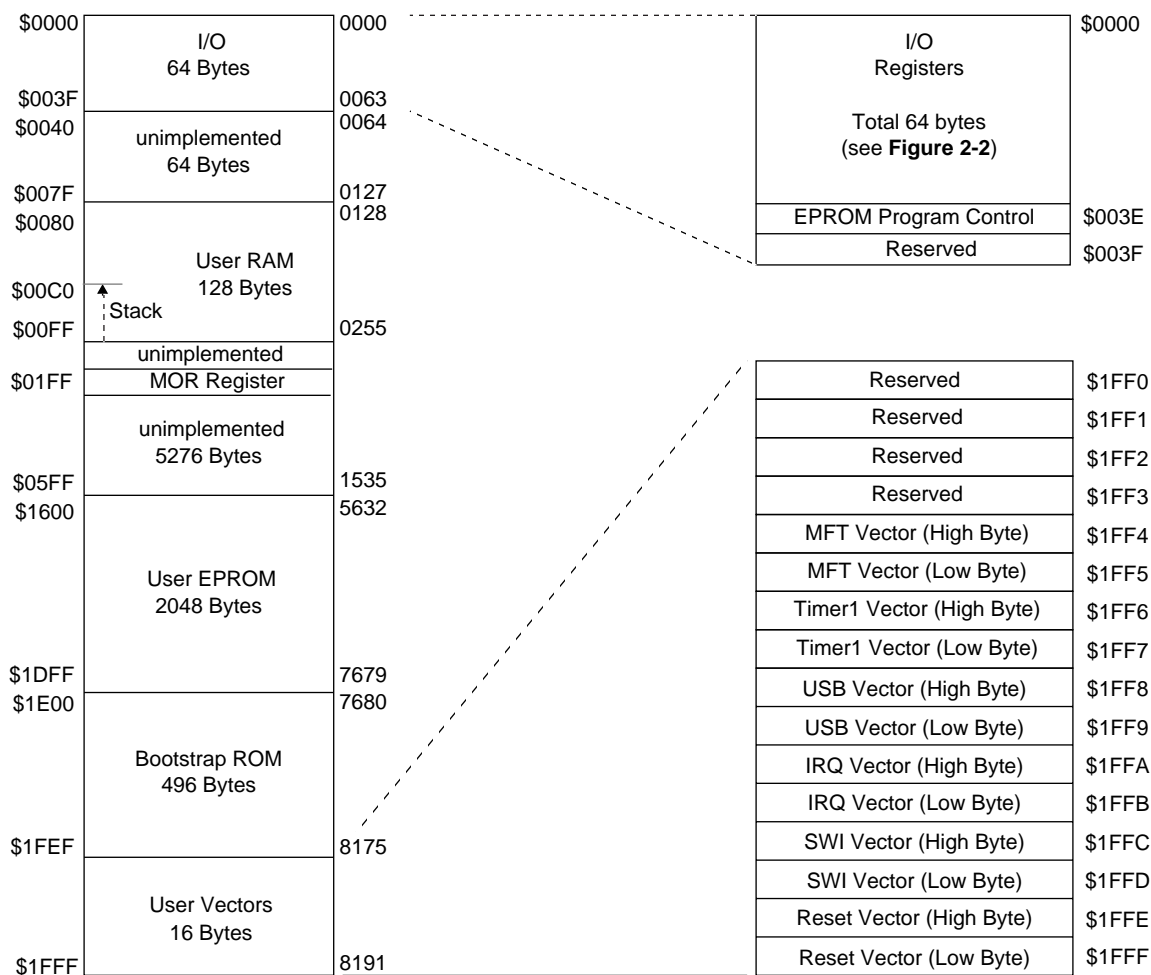 $0000
I/O
64 Bytes
0000
$003F
0063
$0040
unimplemented
64 Bytes
0064
$007F
0127
$0080
0128
User RAM
128 Bytes
$00C0
Stack
$00FF
0255
unimplemented
$01FF
MOR Register
unimplemented
5276 Bytes
$05FF
1535
$1600
5632
User EPROM
2048 Bytes
$1DFF
7679
$1E00
7680
Bootstrap ROM
496 Bytes
$1FEF
8175
User Vectors
16 Bytes
$1FFF
8191
I/O
Registers
$0000
Total 64 bytes
(see Figure 2-2)
EPROM Program Control $003E
Reserved $003F
Reserved $1FF0
Reserved $1FF1
Reserved $1FF2
Reserved $1FF3
MFT Vector (High Byte) $1FF4
MFT Vector (Low Byte) $1FF5
Timer1 Vector (High Byte) $1FF6
Timer1 Vector (Low Byte) $1FF7
USB Vector (High Byte) $1FF8
USB Vector (Low Byte) $1FF9
IRQ Vector (High Byte) $1FFA
IRQ Vector (Low Byte) $1FFB
SWI Vector (High Byte) $1FFC
SWI Vector (Low Byte) $1FFD
Reset Vector (High Byte) $1FFE
Reset Vector (Low Byte) $1FFF